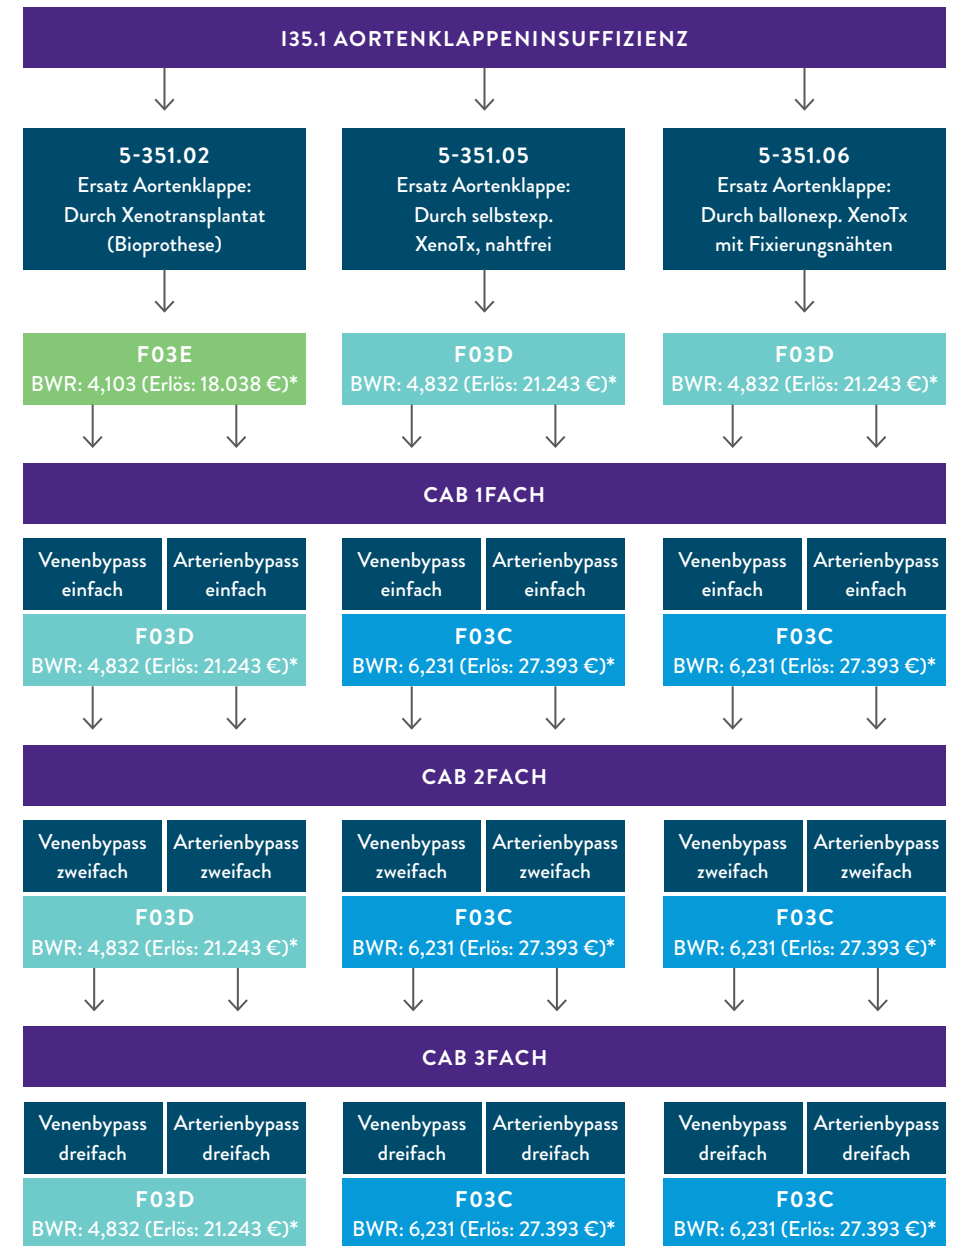 I35.1 AORTENKLAPPENINSUFFIZIENZ
5-351.02
Ersatz Aortenklappe:
Durch Xenotransplantat
(Bioprothese)
5-351.05
Ersatz Aortenklappe:
Durch selbstexp.
XenoTx, nahtfrei
5-351.06
Ersatz Aortenklappe:
Durch ballonexp. XenoTx
mit Fixierungsnähten
F03E
BWR: 4,103 (Erlös: 18.038 €)*
F03D
BWR: 4,832 (Erlös: 21.243 €)*
F03D
BWR: 4,832 (Erlös: 21.243 €)*
CAB 1FACH
Venenbypass
einfach
Arterienbypass
einfach
Venenbypass
einfach
Arterienbypass
einfach
Venenbypass
einfach
Arterienbypass
einfach
F03D
BWR: 4,832 (Erlös: 21.243 €)*
F03C
BWR: 6,231 (Erlös: 27.393 €)*
F03C
BWR: 6,231 (Erlös: 27.393 €)*
CAB 2FACH
Venenbypass
zweifach
Arterienbypass
zweifach
Venenbypass
zweifach
Arterienbypass
zweifach
Venenbypass
zweifach
Arterienbypass
zweifach
F03D
BWR: 4,832 (Erlös: 21.243 €)*
F03C
BWR: 6,231 (Erlös: 27.393 €)*
F03C
BWR: 6,231 (Erlös: 27.393 €)*
CAB 3FACH
Venenbypass
dreifach
Arterienbypass
dreifach
Venenbypass
dreifach
Arterienbypass
dreifach
Venenbypass
dreifach
Arterienbypass
dreifach
F03D
BWR: 4,832 (Erlös: 21.243 €)*
F03C
BWR: 6,231 (Erlös: 27.393 €)*
F03C
BWR: 6,231 (Erlös: 27.393 €)*